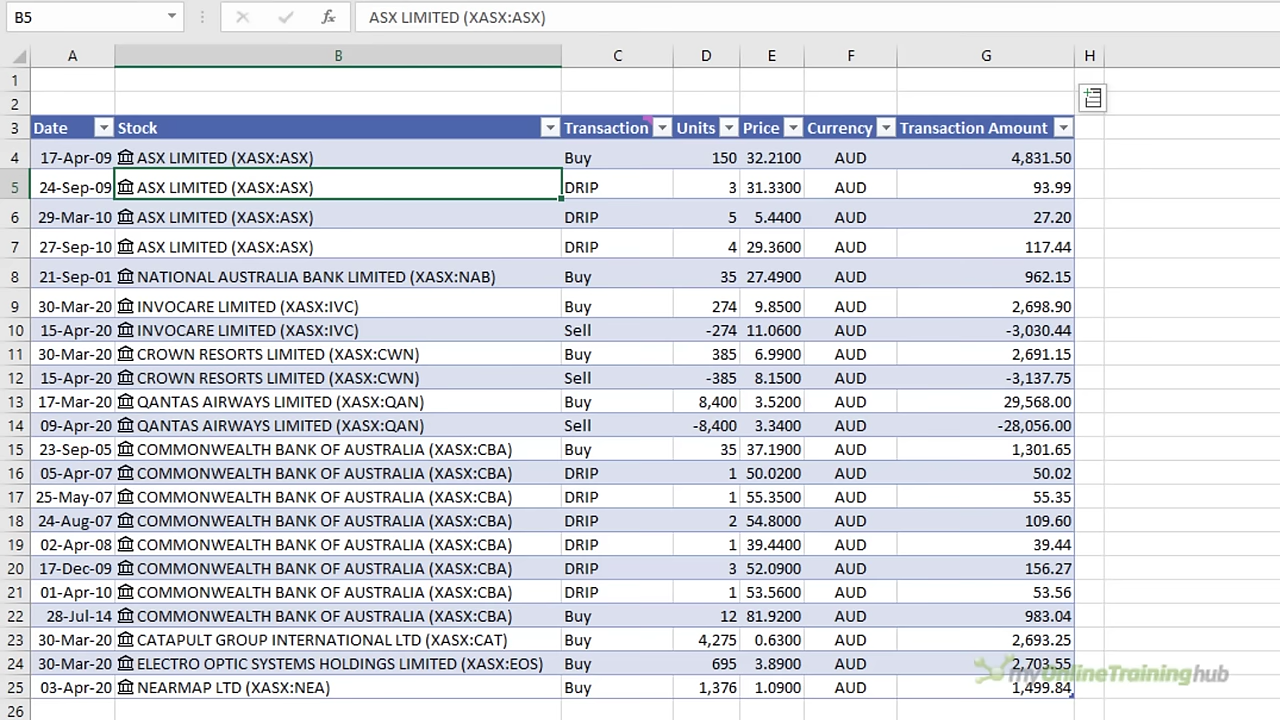 B5 fx ASX LIMITED (XASX:ASX)
A B C D E F G H
1
2
3 Date Stock Transaction Units Price Currency Transaction Amount
4 17-Apr-09 ASX LIMITED (XASX:ASX) Buy 150 32.2100 AUD 4,831.50
5 24-Sep-09 ASX LIMITED (XASX:ASX) DRIP 3 31.3300 AUD 93.99
6 29-Mar-10 ASX LIMITED (XASX:ASX) DRIP 5 5.4400 AUD 27.20
7 27-Sep-10 ASX LIMITED (XASX:ASX) DRIP 4 29.3600 AUD 117.44
8 21-Sep-01 NATIONAL AUSTRALIA BANK LIMITED (XASX:NAB) Buy 35 27.4900 AUD 962.15
9 30-Mar-20 INVOCARE LIMITED (XASX:IVC) Buy 274 9.8500 AUD 2,698.90
10 15-Apr-20 INVOCARE LIMITED (XASX:IVC) Sell -274 11.0600 AUD -3,030.44
11 30-Mar-20 CROWN RESORTS LIMITED (XASX:CWN) Buy 385 6.9900 AUD 2,691.15
12 15-Apr-20 CROWN RESORTS LIMITED (XASX:CWN) Sell -385 8.1500 AUD -3,137.75
13 17-Mar-20 QANTAS AIRWAYS LIMITED (XASX:QAN) Buy 8,400 3.5200 AUD 29,568.00
14 09-Apr-20 QANTAS AIRWAYS LIMITED (XASX:QAN) Sell -8,400 3.3400 AUD -28,056.00
15 23-Sep-05 COMMONWEALTH BANK OF AUSTRALIA (XASX:CBA) Buy 35 37.1900 AUD 1,301.65
16 05-Apr-07 COMMONWEALTH BANK OF AUSTRALIA (XASX:CBA) DRIP 1 50.0200 AUD 50.02
17 25-May-07 COMMONWEALTH BANK OF AUSTRALIA (XASX:CBA) DRIP 1 55.3500 AUD 55.35
18 24-Aug-07 COMMONWEALTH BANK OF AUSTRALIA (XASX:CBA) DRIP 2 54.8000 AUD 109.60
19 02-Apr-08 COMMONWEALTH BANK OF AUSTRALIA (XASX:CBA) DRIP 1 39.4400 AUD 39.44
20 17-Dec-09 COMMONWEALTH BANK OF AUSTRALIA (XASX:CBA) DRIP 3 52.0900 AUD 156.27
21 01-Apr-10 COMMONWEALTH BANK OF AUSTRALIA (XASX:CBA) DRIP 1 53.5600 AUD 53.56
22 28-Jul-14 COMMONWEALTH BANK OF AUSTRALIA (XASX:CBA) Buy 12 81.9200 AUD 983.04
23 30-Mar-20 CATAPULT GROUP INTERNATIONAL LTD (XASX:CAT) Buy 4,275 0.6300 AUD 2,693.25
24 30-Mar-20 ELECTRO OPTIC SYSTEMS HOLDINGS LIMITED (XASX:EOS) Buy 695 3.8900 AUD 2,703.55
myOnlineTraininghub
25 03-Apr-20 NEARMAP LTD (XASX:NEA) Buy 1,376 1.0900 AUD 1,499.84
26